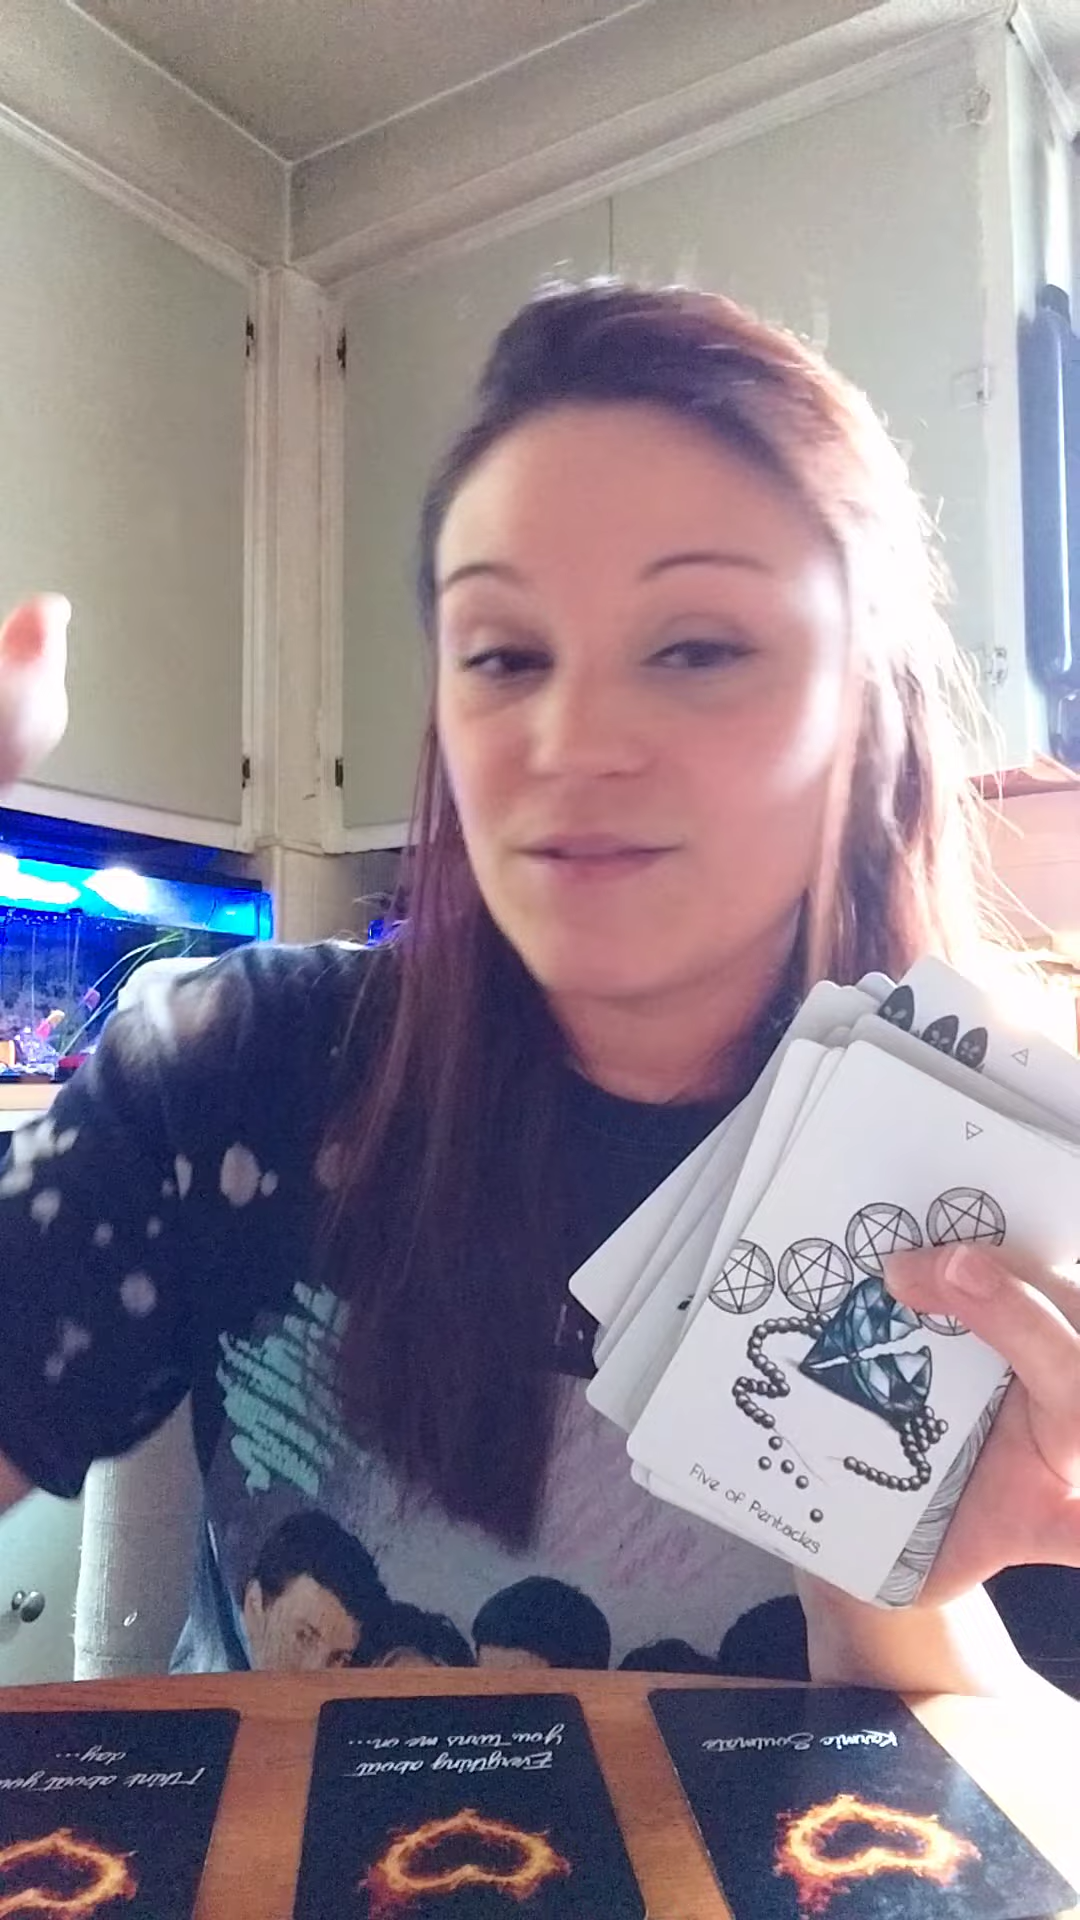 Five of Pentacles
I think about you
day...
Everything about
you turns me on...
Karmic Soulmate